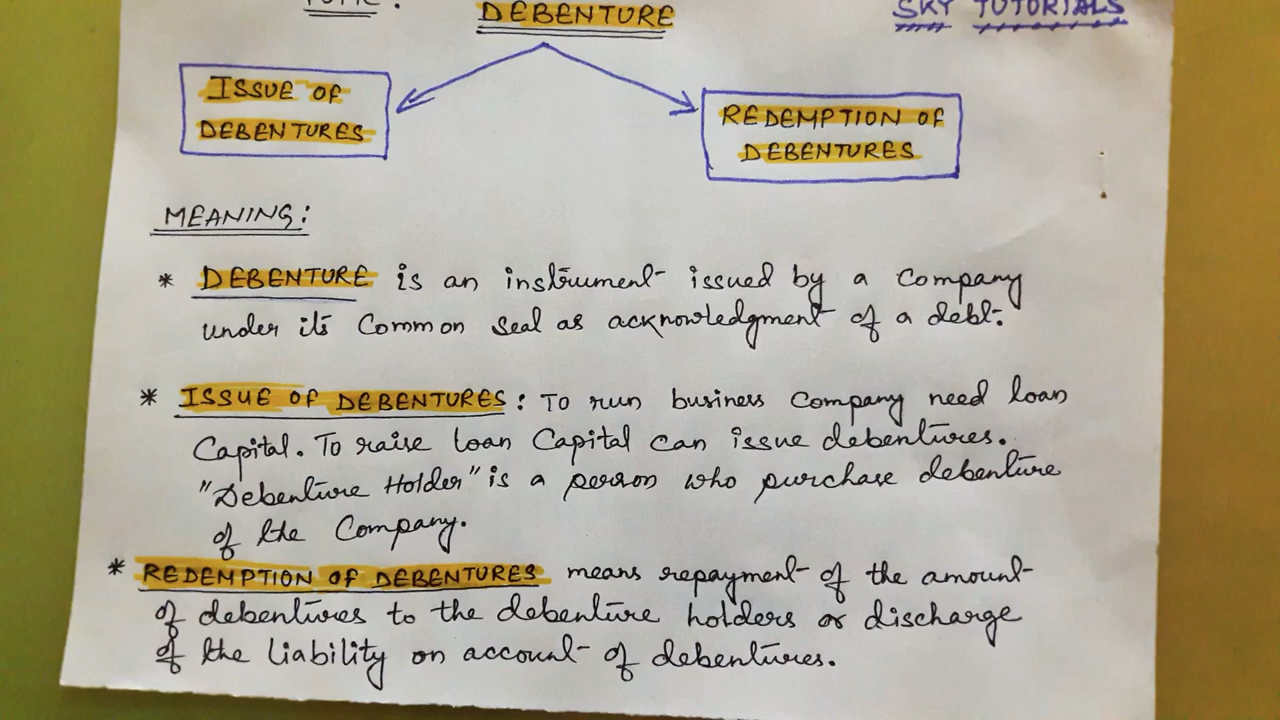 TOPIC :
DEBENTURE
SKY TUTORIALS
ISSUE OF
DEBENTURES
REDEMPTION OF
DEBENTURES
MEANING:
* DEBENTURE is an instrument issued by a Company
under its Common Seal as acknowledgment of a debt.
* ISSUE OF DEBENTURES: To run business Company need loan
Capital. To raise loan Capital can issue debentures.
"Debenture Holder" is a person who purchase debenture
of the Company.
* REDEMPTION OF DEBENTURES means repayment of the amount
of debentures to the debenture holders or discharge
of the liability on account of debentures.